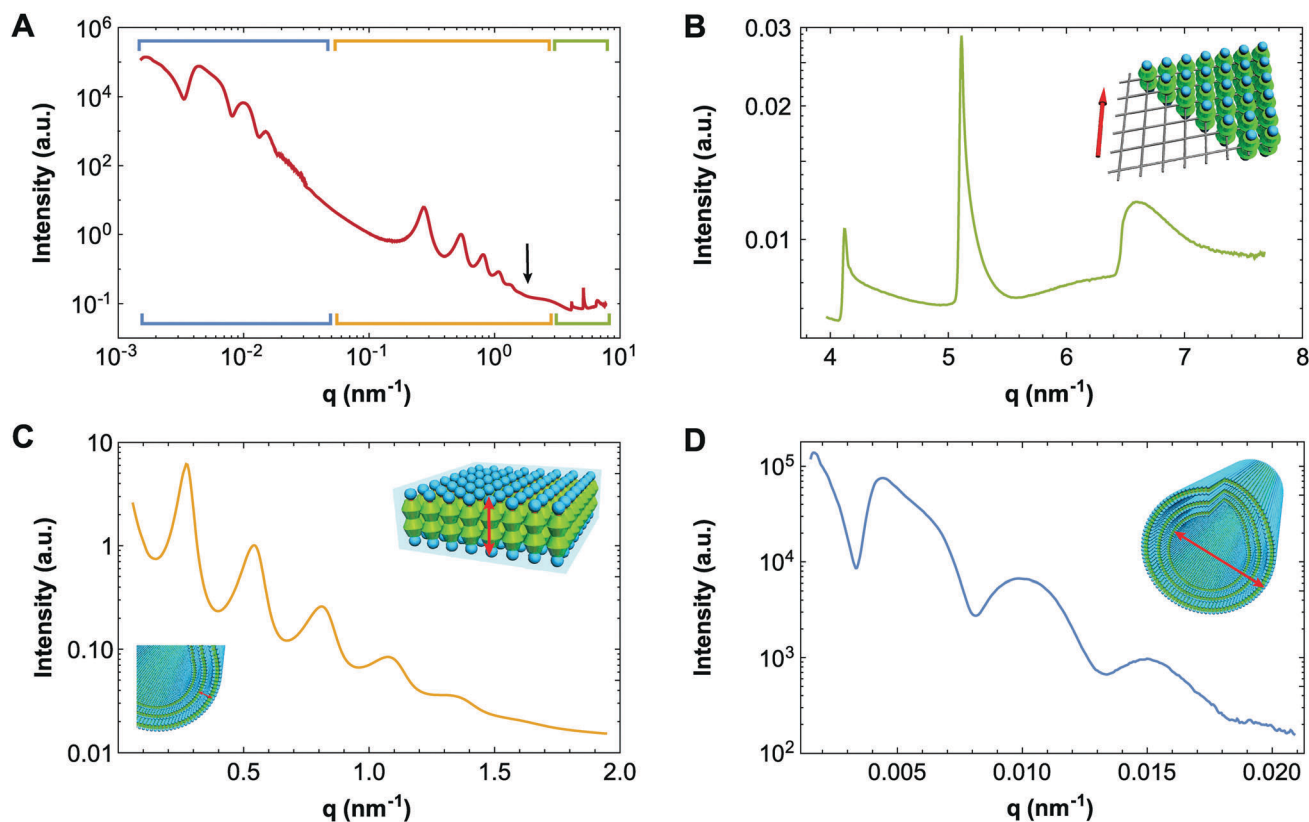 A
Intensity (a.u.)
10^6
10^4
10^2
10^0
10^-1
10^-3
10^-2
10^-1
10^0
10^1
q (nm^-1)
B
Intensity (a.u.)
0.03
0.02
0.01
4
5
6
7
8
q (nm^-1)
C
Intensity (a.u.)
10
1
0.10
0.01
0.5
1.0
1.5
2.0
q (nm^-1)
D
Intensity (a.u.)
10^5
10^4
10^3
10^2
0.005
0.010
0.015
0.020
q (nm^-1)